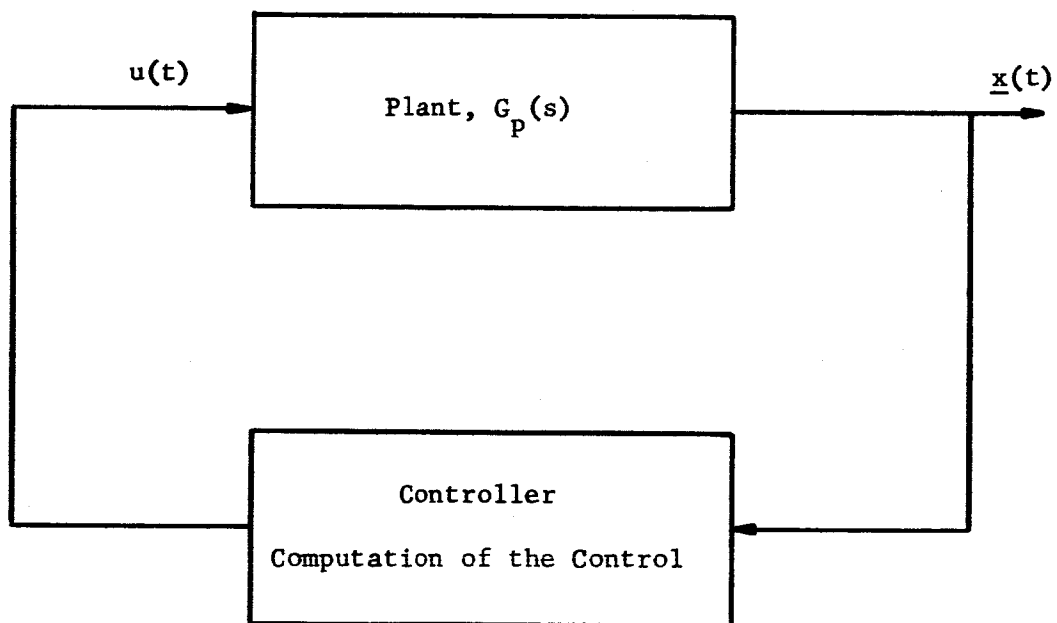 u(t)
x(t)
Plant, G_p(s)
Controller
Computation of the Control